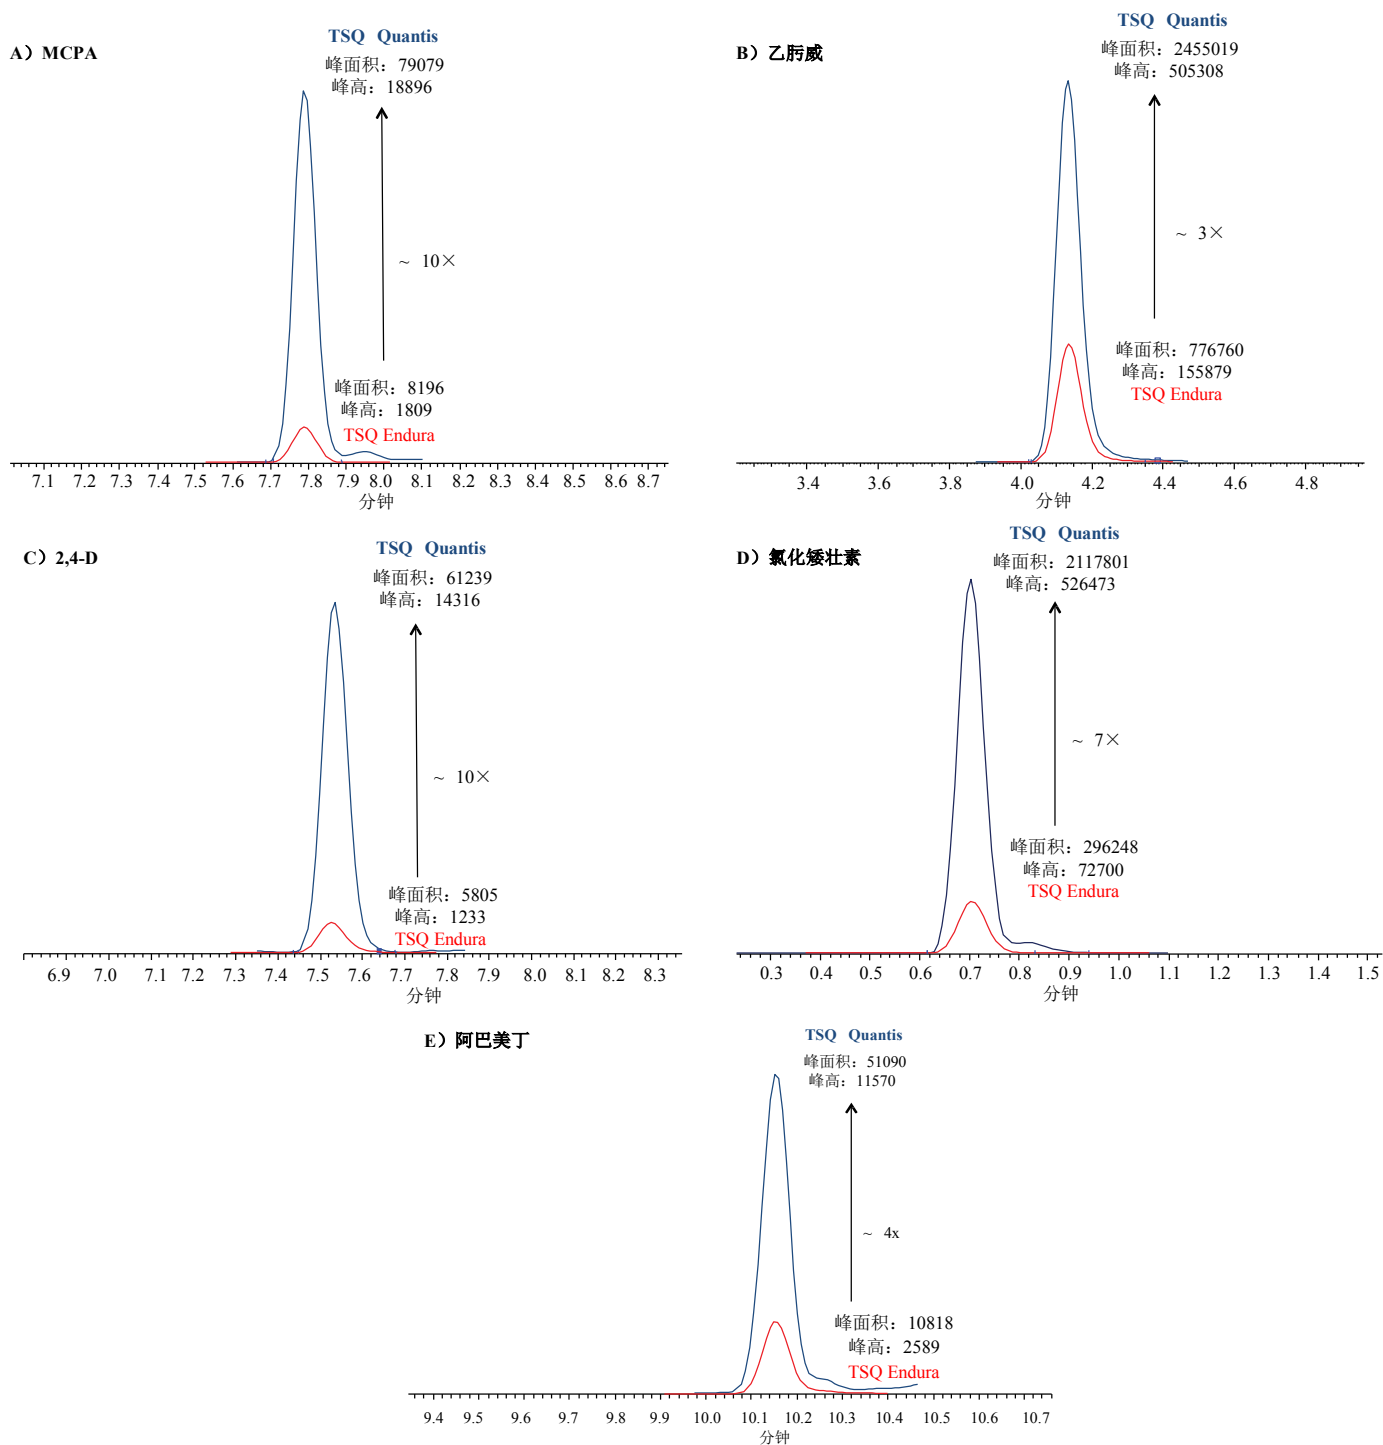 A）MCPA
TSQ Quantis
峰面积：79079
峰高：18896
~ 10×
峰面积：8196
峰高：1809
TSQ Endura
7.1 7.2 7.3 7.4 7.5 7.6 7.7 7.8 7.9 8.0 8.1 8.2 8.3 8.4 8.5 8.6 8.7
分钟
B）乙肟威
TSQ Quantis
峰面积：2455019
峰高：505308
~ 3×
峰面积：776760
峰高：155879
TSQ Endura
3.4 3.6 3.8 4.0 4.2 4.4 4.6 4.8
分钟
C）2,4-D
TSQ Quantis
峰面积：61239
峰高：14316
~ 10×
峰面积：5805
峰高：1233
TSQ Endura
6.9 7.0 7.1 7.2 7.3 7.4 7.5 7.6 7.7 7.8 7.9 8.0 8.1 8.2 8.3
分钟
D）氯化矮壮素
TSQ Quantis
峰面积：2117801
峰高：526473
~ 7×
峰面积：296248
峰高：72700
TSQ Endura
0.3 0.4 0.5 0.6 0.7 0.8 0.9 1.0 1.1 1.2 1.3 1.4 1.5
分钟
E）阿巴美丁
TSQ Quantis
峰面积：51090
峰高：11570
~ 4x
峰面积：10818
峰高：2589
TSQ Endura
9.4 9.5 9.6 9.7 9.8 9.9 10.0 10.1 10.2 10.3 10.4 10.5 10.6 10.7
分钟